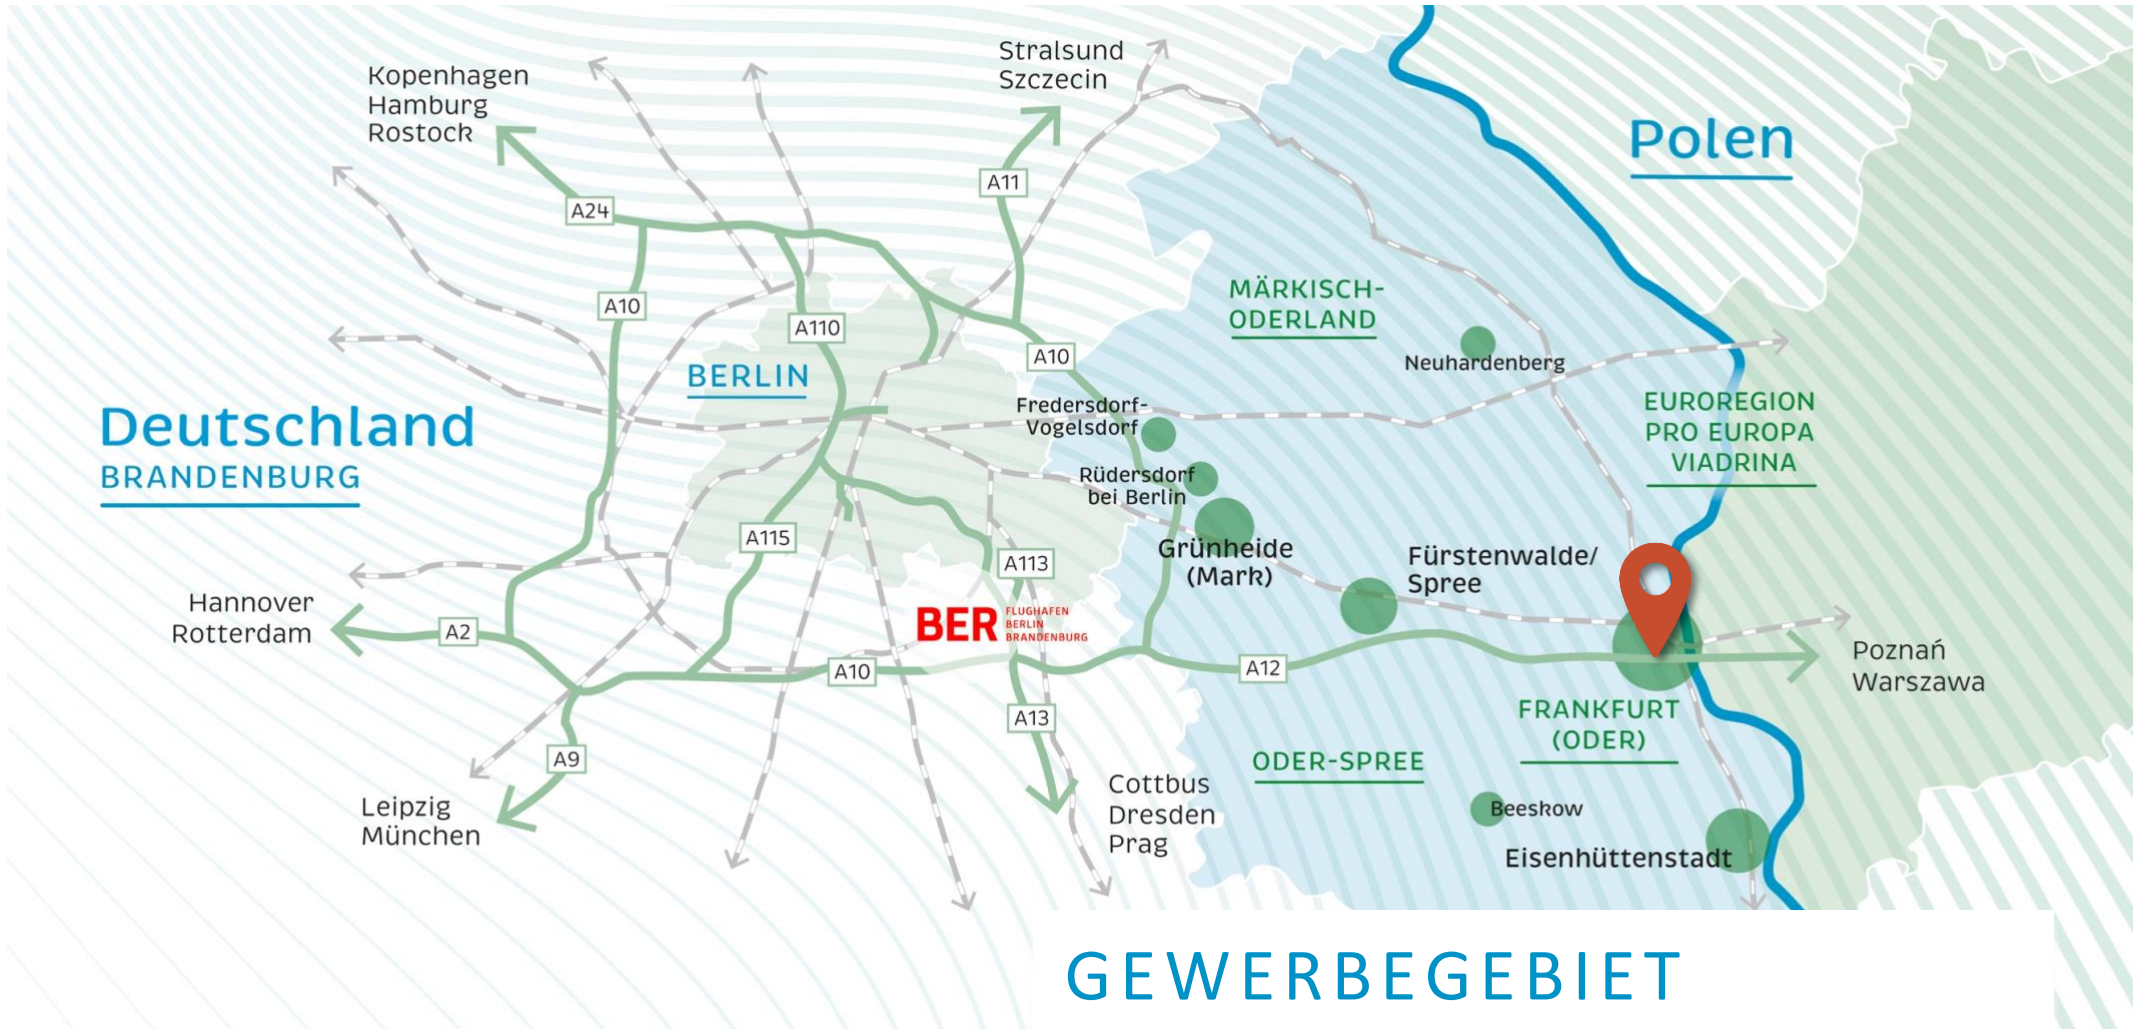 Stralsund
Szczecin
Kopenhagen
Hamburg
Rostock
Polen
A11
A24
MÄRKISCH-
ODERLAND
A10
A110
A10
Neuhardenberg
BERLIN
Fredersdorf-
Vogelsdorf
EUROREGION
PRO EUROPA
VIADRINA
Deutschland
BRANDENBURG
Rüdersdorf
bei Berlin
A115
Grünheide
(Mark)
A113
Fürstenwalde/
Spree
Hannover
Rotterdam
A2
BER FLUGHAFEN
BERLIN
BRANDENBURG
A10
A12
Poznań
Warszawa
A13
FRANKFURT
(ODER)
A9
ODER-SPREE
Leipzig
München
Cottbus
Dresden
Prag
Beeskow
Eisenhüttenstadt
GEWERBEGEBIET